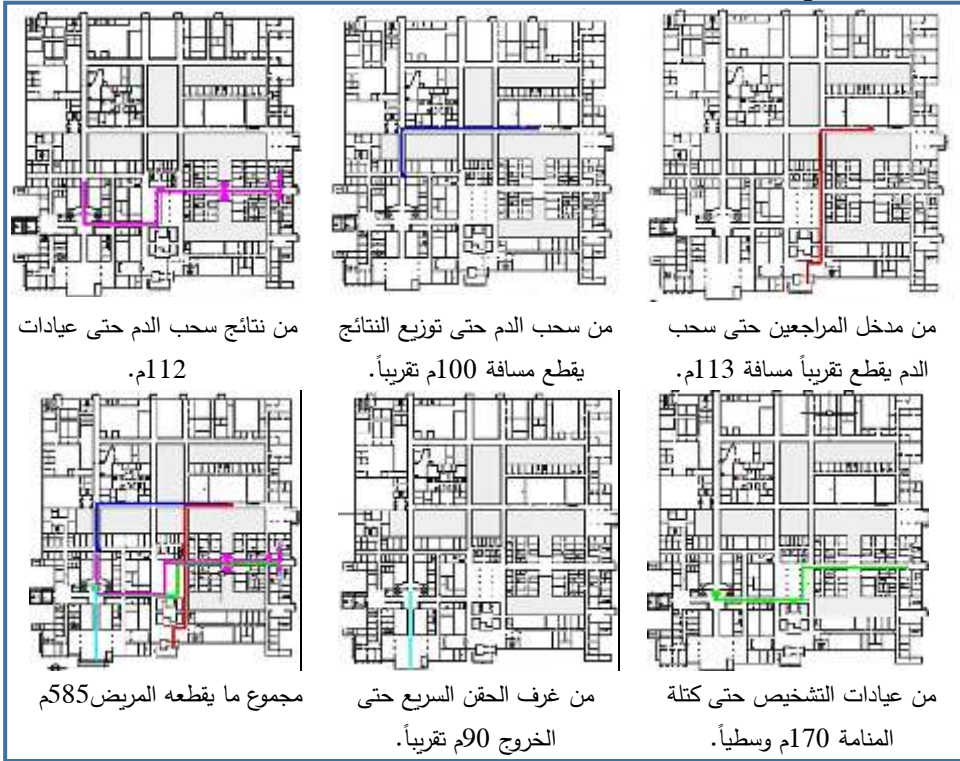 من مدخل المراجعين حتى سحب
الدم يقطع تقريباً مسافة 113م.
من سحب الدم حتى توزيع النتائج
يقطع مسافة 100م تقريباً.
من نتائج سحب الدم حتى عيادات
112م.
من عيادات التشخيص حتى كتلة
المنامة 170م وسطياً.
من غرف الحقن السريع حتى
الخروج 90م تقريباً.
مجموع ما يقطعه المريض585م